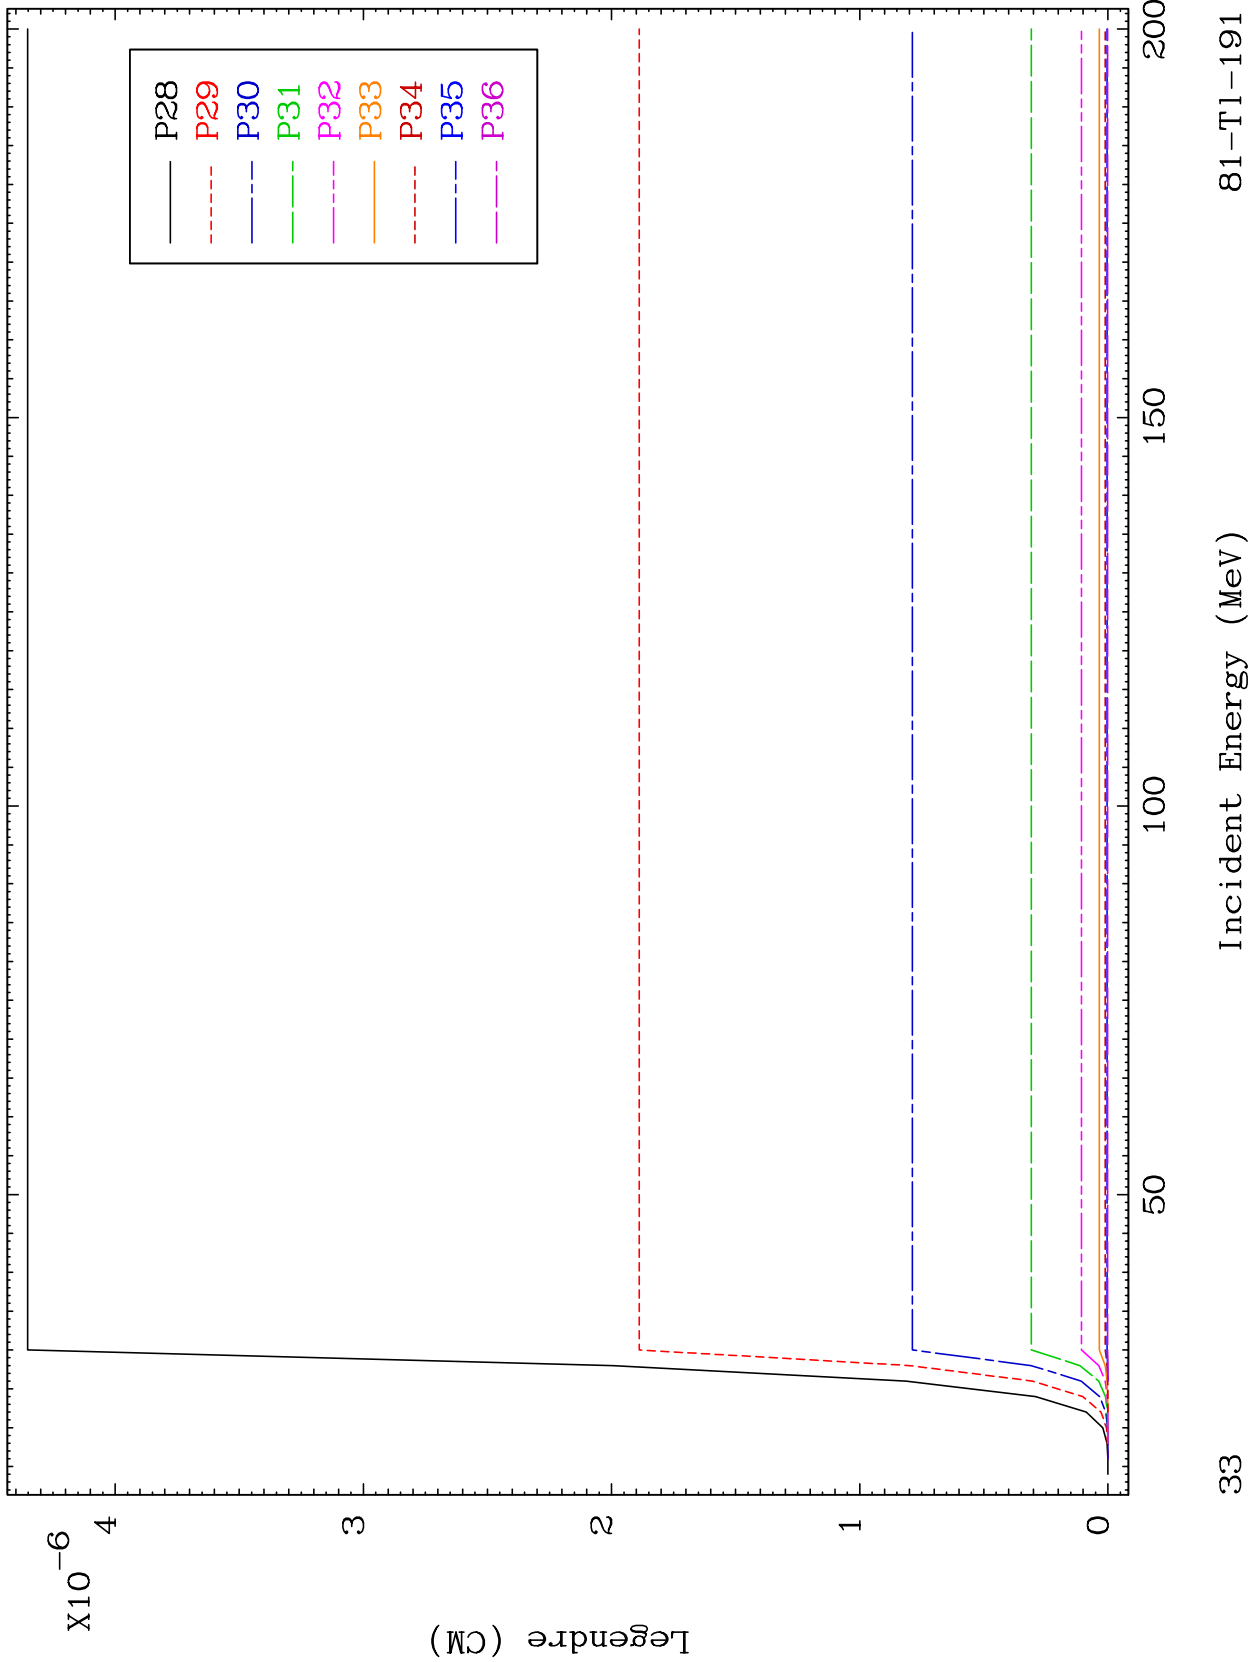 X10^-6
4
3
2
1
0
Legendre (CM)
P28
P29
P30
P31
P32
P33
P34
P35
P36
50
100
150
200
33
Incident Energy (MeV)
81-Tl-191